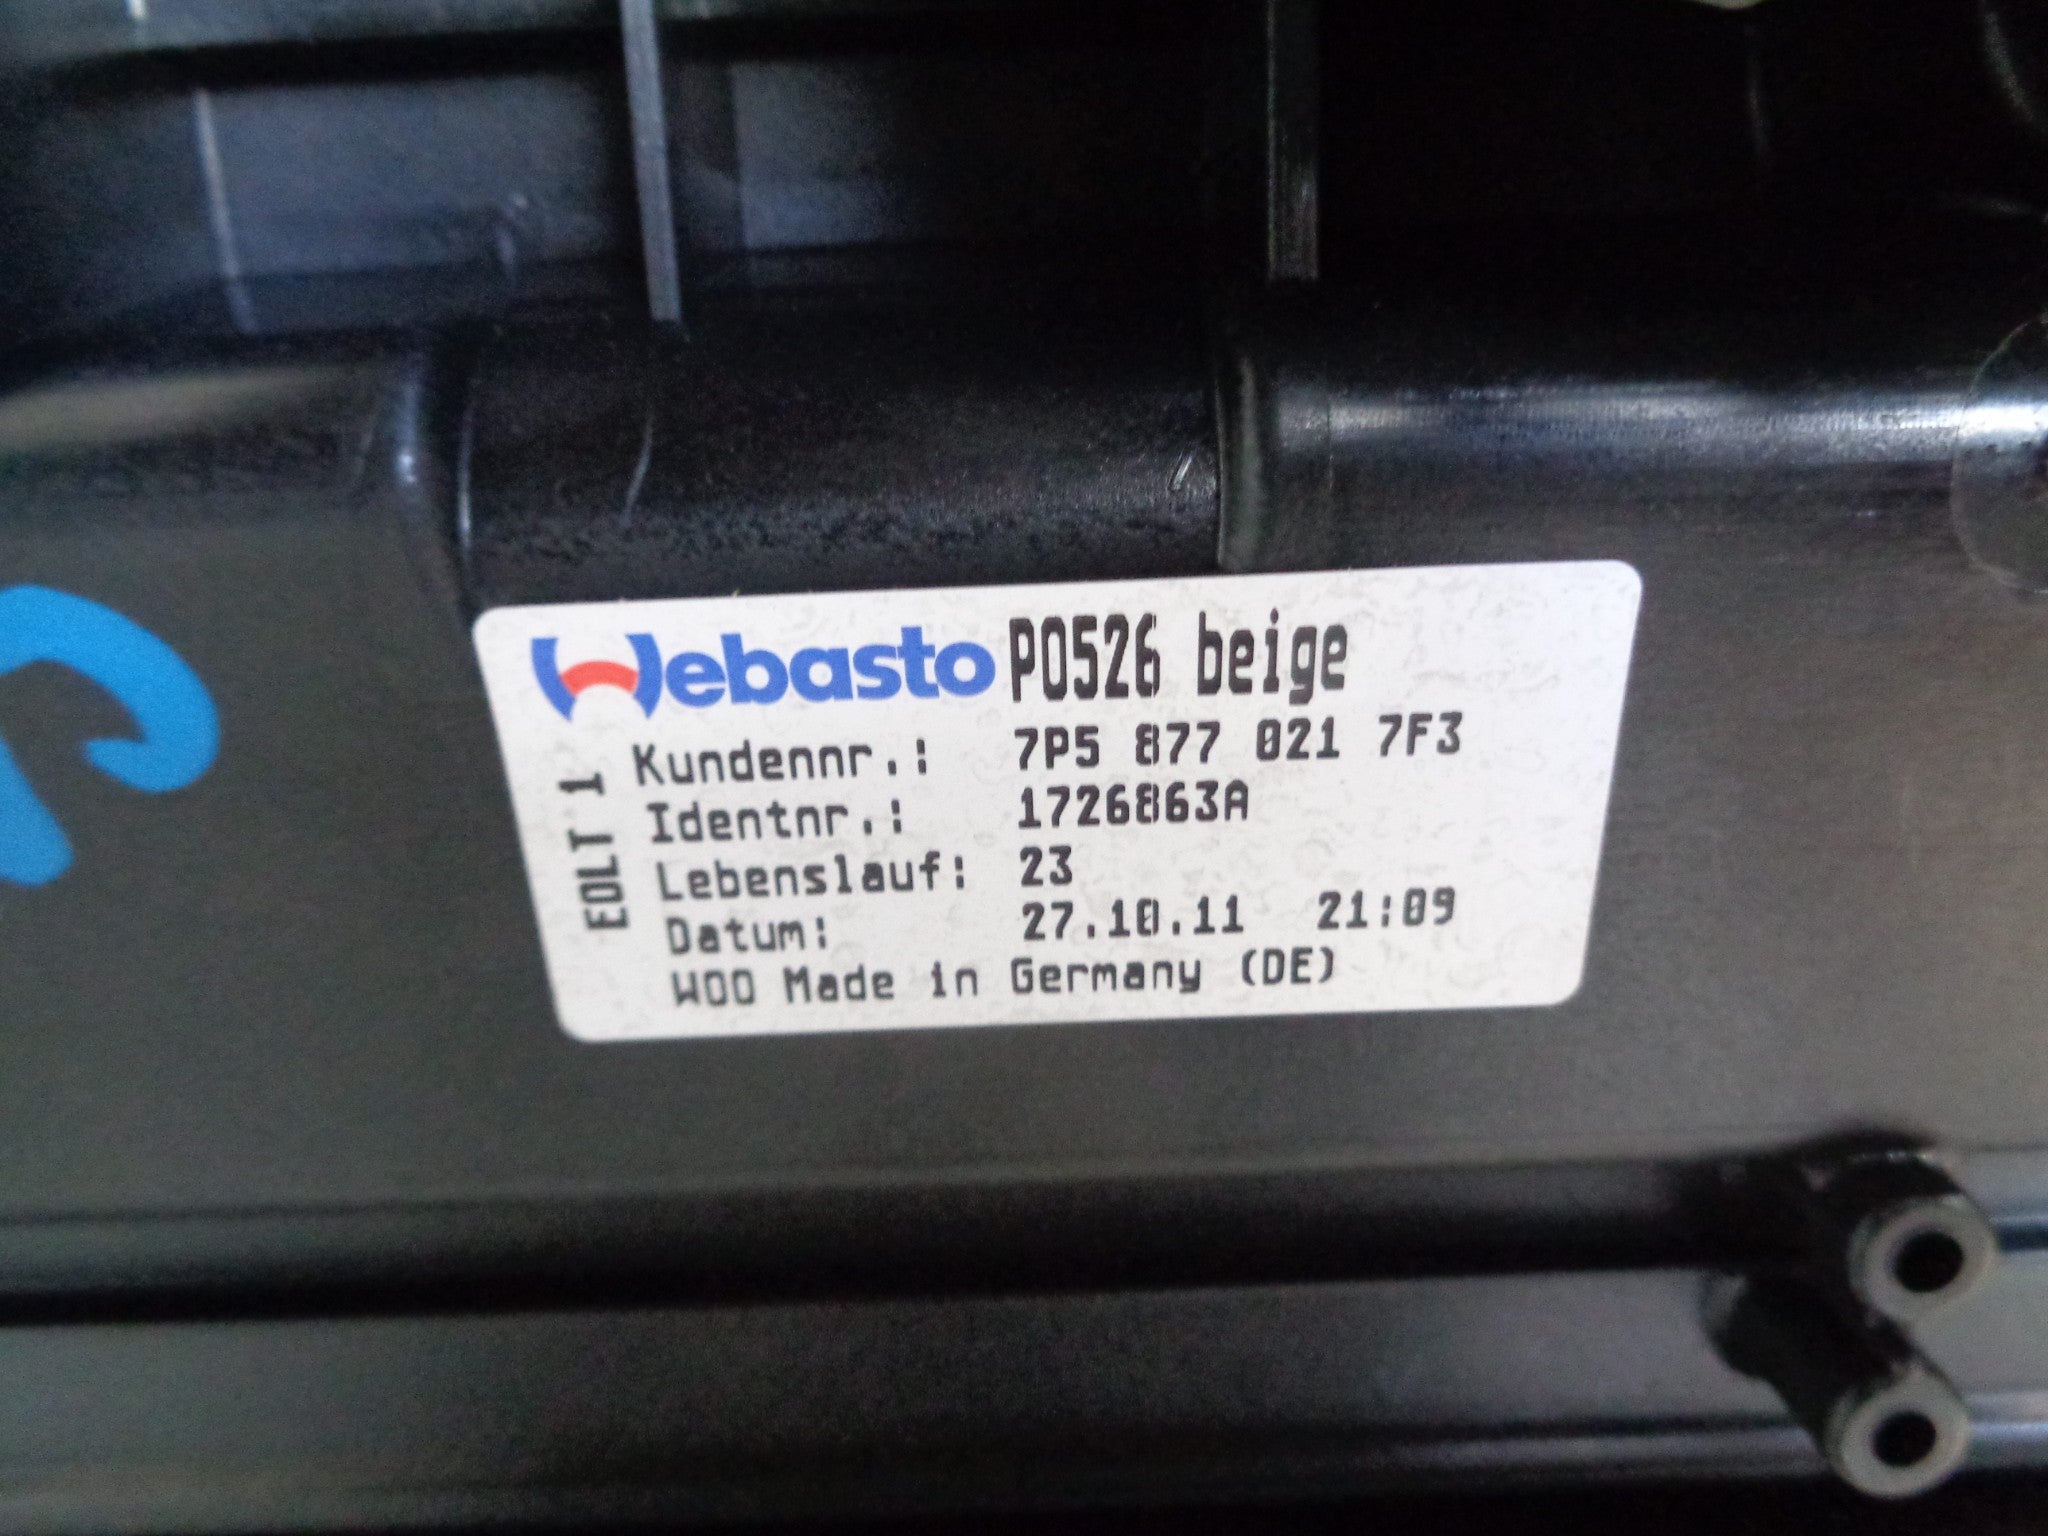 Webasto PO526 beige
Kundennr.: 7P5 877 021 7F3
Identnr.: 1726863A
Lebenslauf: 23
Datum: 27.10.11 21:09
WOO Made in Germany (DE)
EOLT 1